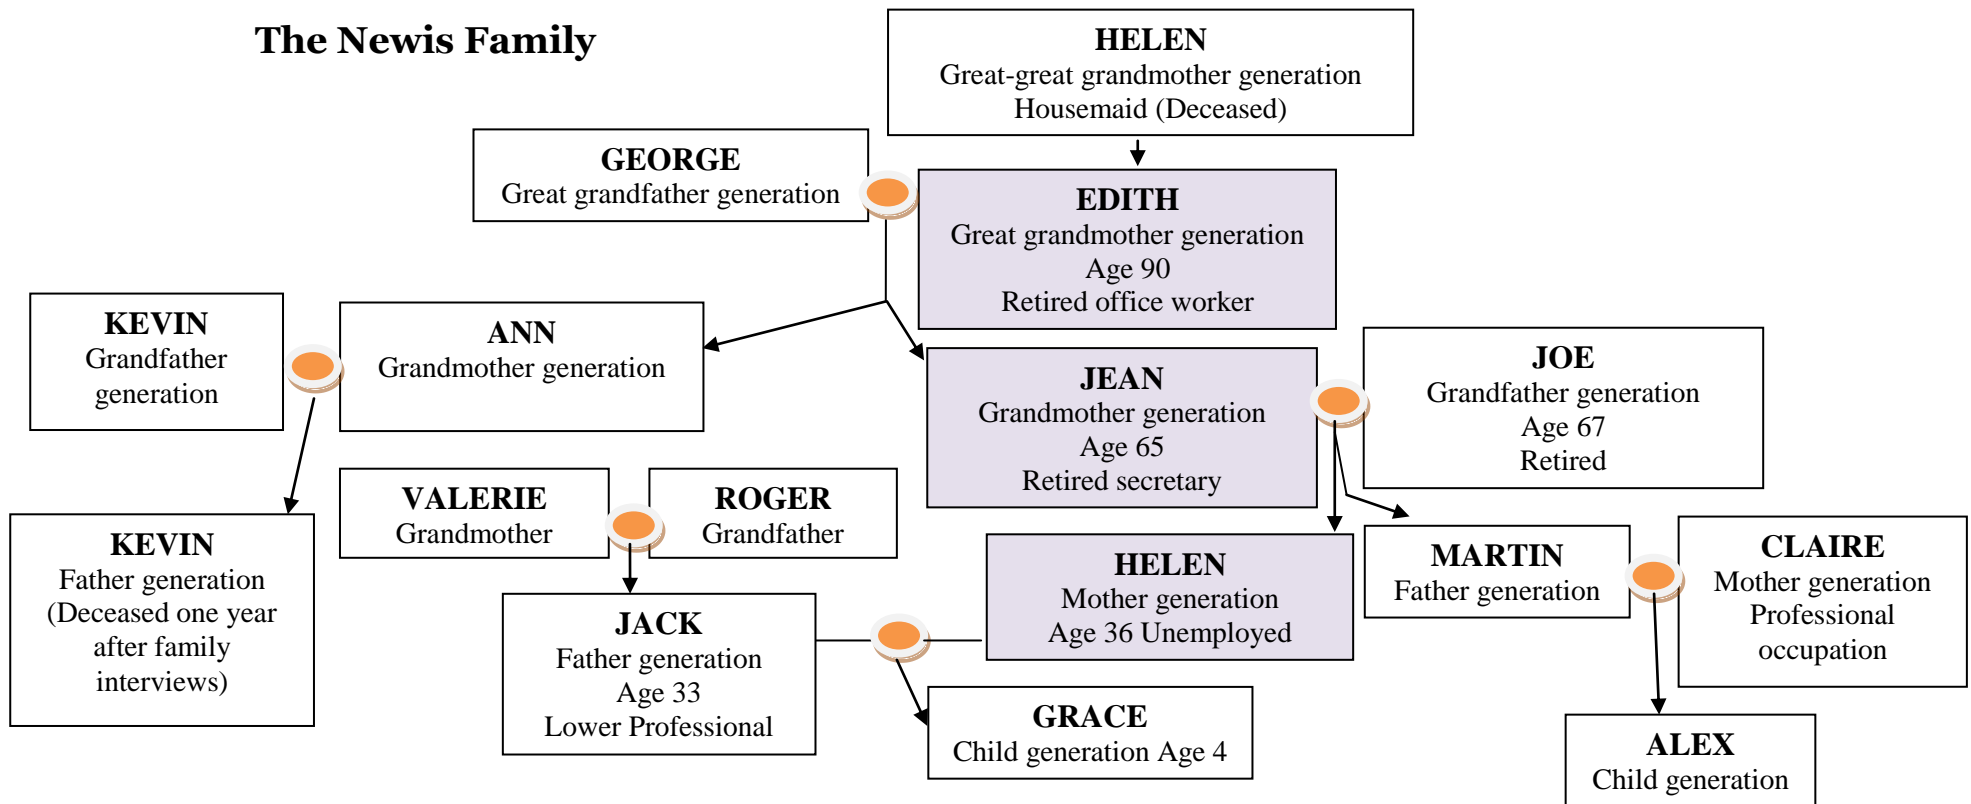 The Newis Family
HELEN
Great-great grandmother generation
Housemaid (Deceased)
GEORGE
Great grandfather generation
EDITH
Great grandmother generation
Age 90
Retired office worker
KEVIN
Grandfather
generation
ANN
Grandmother generation
JEAN
Grandmother generation
Age 65
Retired secretary
JOE
Grandfather generation
Age 67
Retired
VALERIE
Grandmother
ROGER
Grandfather
KEVIN
Father generation
(Deceased one year
after family
interviews)
JACK
Father generation
Age 33
Lower Professional
HELEN
Mother generation
Age 36 Unemployed
MARTIN
Father generation
CLAIRE
Mother generation
Professional
occupation
GRACE
Child generation Age 4
ALEX
Child generation